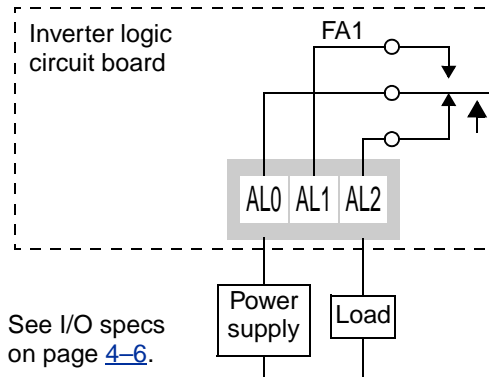 Inverter logic
circuit board
FA1
AL0 AL1 AL2
Power
supply
Load
See I/O specs
on page 4–6.